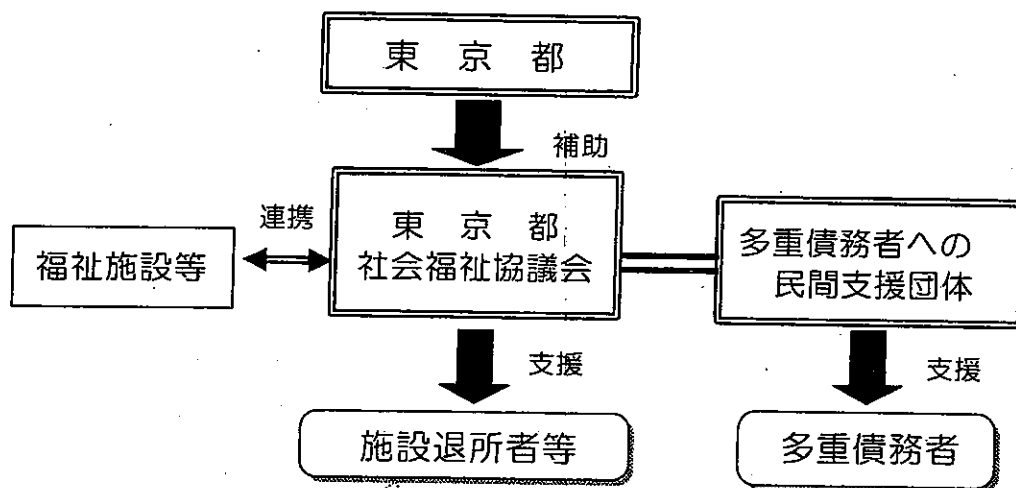 東京都
補助
連携
福祉施設等
東京都
社会福祉協議会
多重債務者への
民間支援団体
支援
支援
施設退所者等
多重債務者